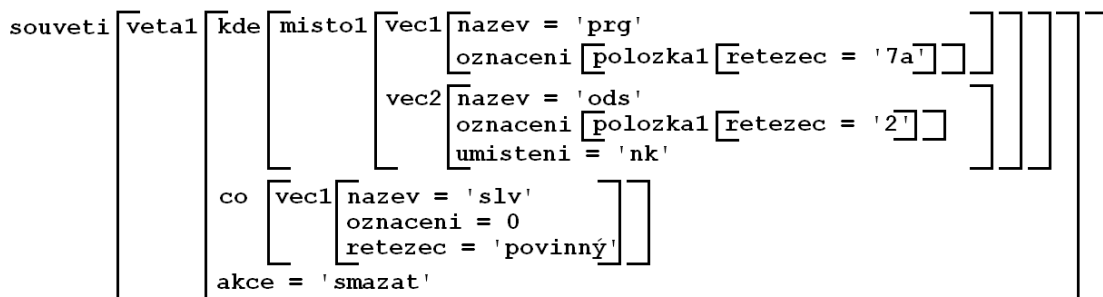 souveti veta1 kde misto1 vec1 nazev = 'prg'
oznaceni polozka1 retezec = '7a'
vec2 nazev = 'ods'
oznaceni polozka1 retezec = '2'
umisteni = 'nk'
co vec1 nazev = 'slv'
oznaceni = 0
retezec = 'povinný'
akce = 'smazat'